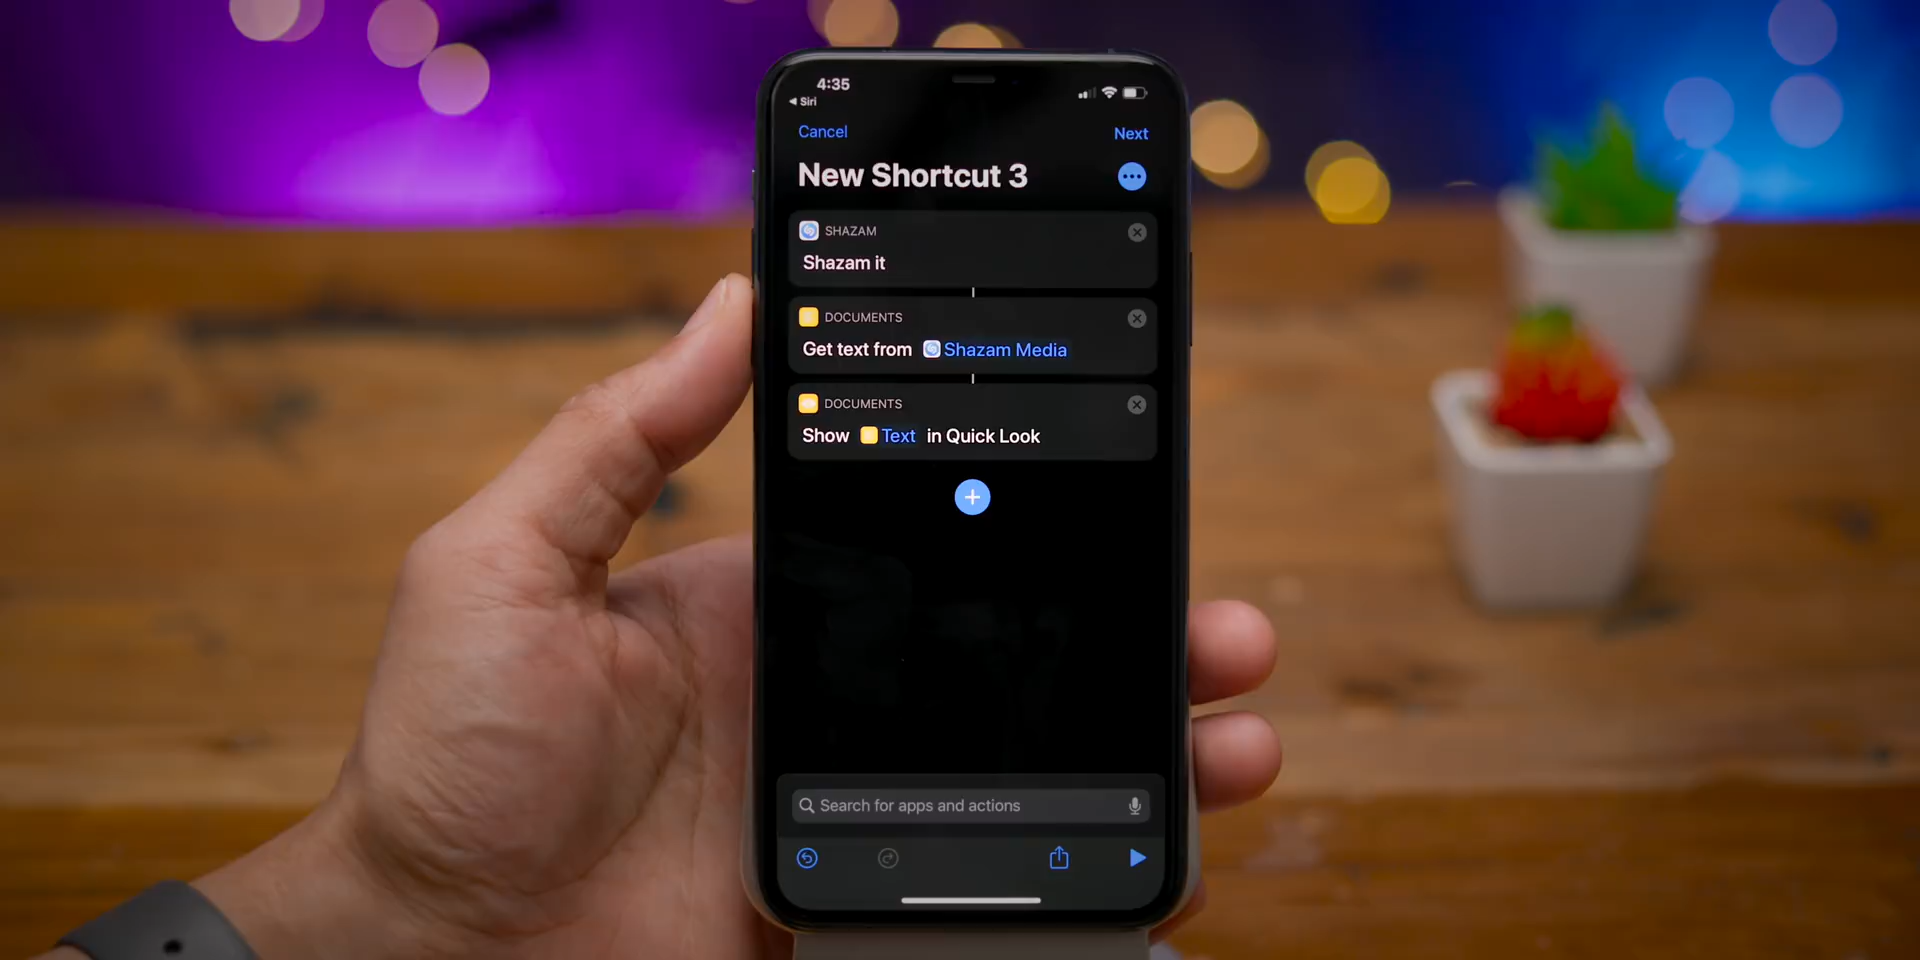 4:35
◀ Siri
Cancel
Next
New Shortcut 3
SHAZAM
Shazam it
DOCUMENTS
Get text from Shazam Media
DOCUMENTS
Show Text in Quick Look
Search for apps and actions